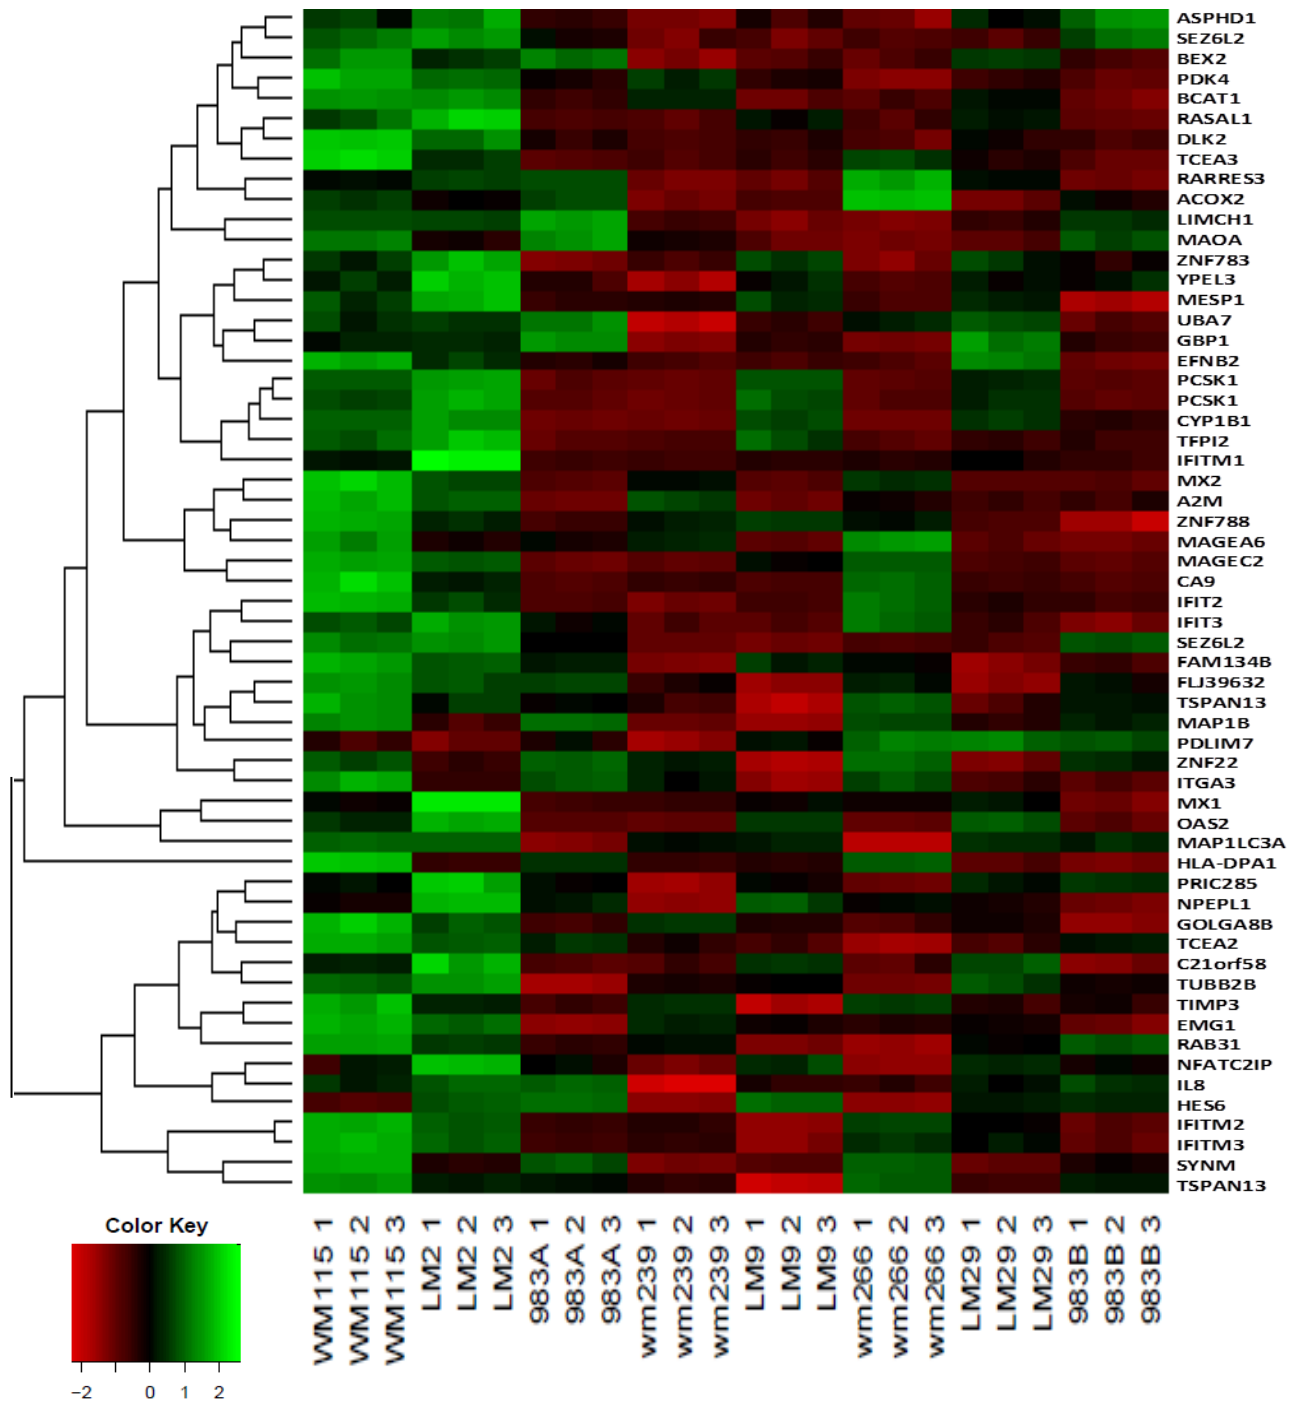 ASPHD1
SEZ6L2
BEX2
PDK4
BCAT1
RASAL1
DLK2
TCEA3
RARRES3
ACOX2
LIMCH1
MAOA
ZNF783
YPEL3
MESP1
UBA7
GBP1
EFNB2
PCSK1
PCSK1
CYP1B1
TFPI2
IFITM1
MX2
A2M
ZNF788
MAGEA6
MAGEC2
CA9
IFIT2
IFIT3
SEZ6L2
FAM134B
FLJ39632
TSPAN13
MAP1B
PDLIM7
ZNF22
ITGA3
MX1
OAS2
MAP1LC3A
HLA-DPA1
PRIC285
NPEPL1
GOLGA8B
TCEA2
C21orf58
TUBB2B
TIMP3
EMG1
RAB31
NFATC2IP
IL8
HES6
IFITM2
IFITM3
SYNM
TSPAN13
WM115 1
WM115 2
WM115 3
LM2 1
LM2 2
LM2 3
983A 1
983A 2
983A 3
wm239 1
wm239 2
wm239 3
LM9 1
LM9 2
LM9 3
wm266 1
wm266 2
wm266 3
LM29 1
LM29 2
LM29 3
983B 1
983B 2
983B 3
Color Key
−2 0 1 2